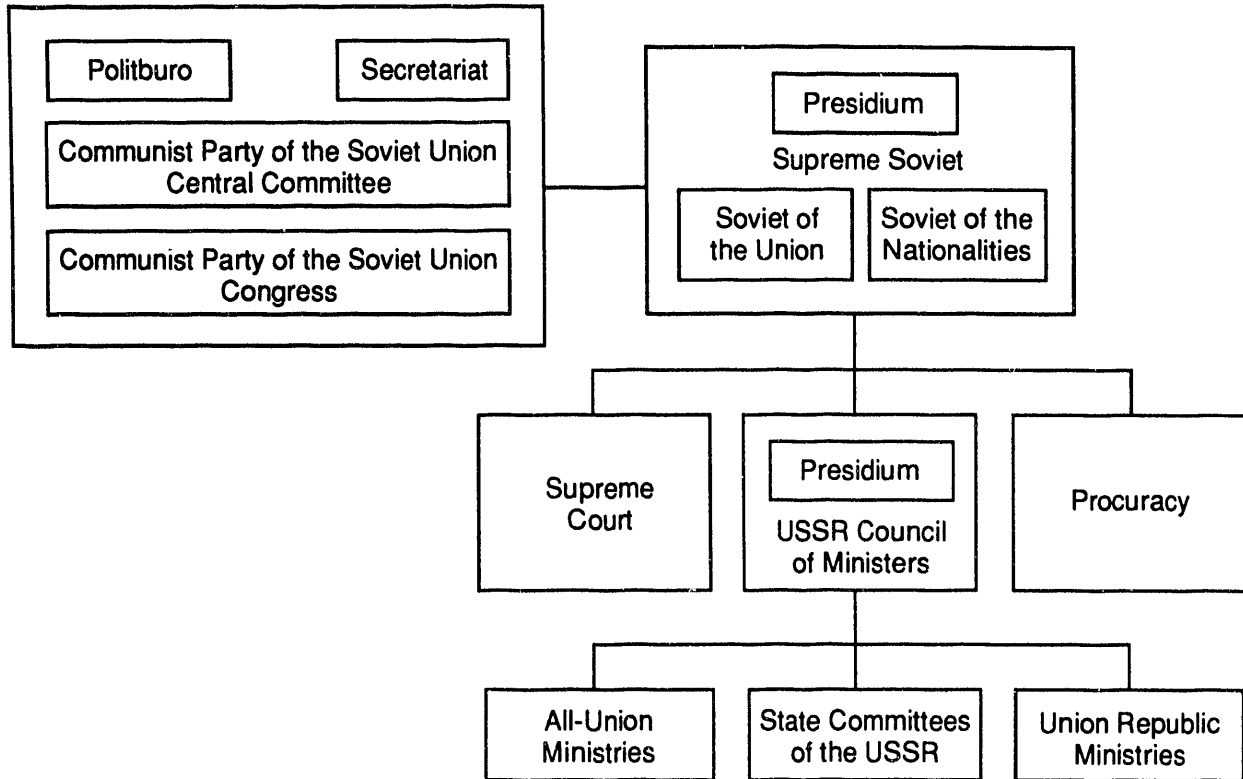 Politburo
Secretariat
Communist Party of the Soviet Union
Central Committee
Communist Party of the Soviet Union
Congress
Presidium
Supreme Soviet
Soviet of
the Union
Soviet of the
Nationalities
Supreme
Court
Presidium
USSR Council
of Ministers
Procuracy
All-Union
Ministries
State Committees
of the USSR
Union Republic
Ministries